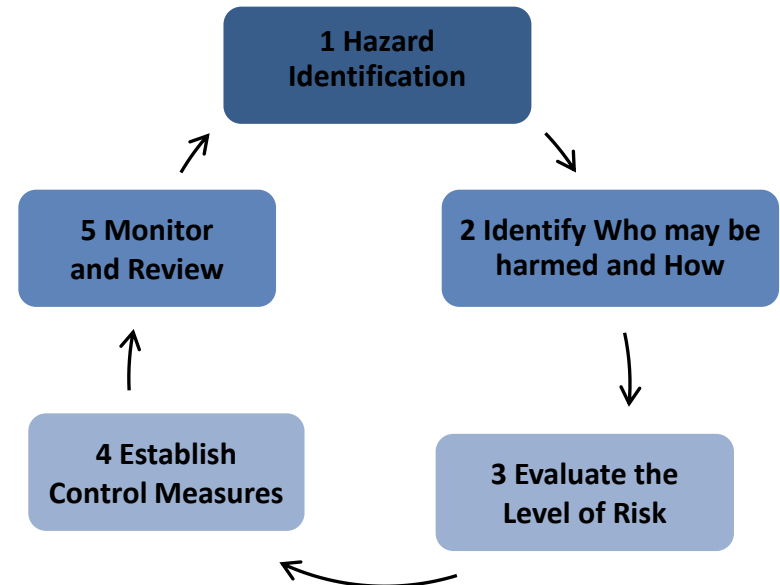 1 Hazard
Identification
2 Identify Who may be
harmed and How
3 Evaluate the
Level of Risk
4 Establish
Control Measures
5 Monitor
and Review